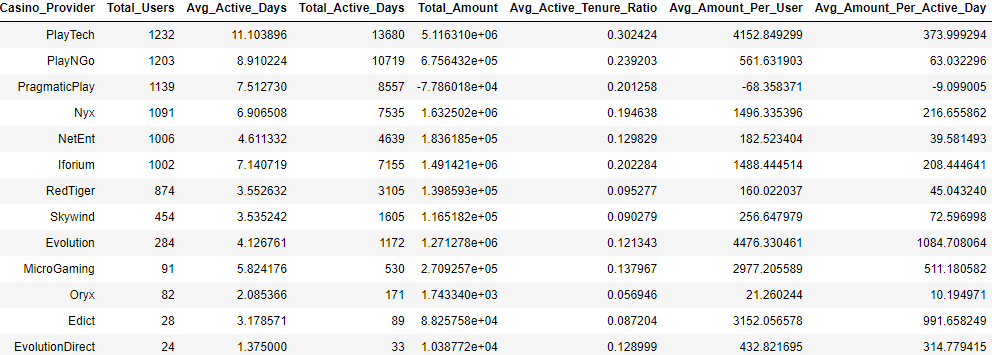 Casino_Provider Total_Users Avg_Active_Days Total_Active_Days Total_Amount Avg_Active_Tenure_Ratio Avg_Amount_Per_User Avg_Amount_Per_Active_Day
PlayTech 1232 11.103896 13680 5.116310e+06 0.302424 4152.849299 373.999294
PlayNGo 1203 8.910224 10719 6.756432e+05 0.239203 561.631903 63.032296
PragmaticPlay 1139 7.512730 8557 -7.786018e+04 0.201258 -68.358371 -9.099005
Nyx 1091 6.906508 7535 1.632502e+06 0.194638 1496.335396 216.655862
NetEnt 1006 4.611332 4639 1.836185e+05 0.129829 182.523404 39.581493
Iforium 1002 7.140719 7155 1.491421e+06 0.202284 1488.444514 208.444641
RedTiger 874 3.552632 3105 1.398593e+05 0.095277 160.022037 45.043240
Skywind 454 3.535242 1605 1.165182e+05 0.090279 256.647979 72.596998
Evolution 284 4.126761 1172 1.271278e+06 0.121343 4476.330461 1084.708064
MicroGaming 91 5.824176 530 2.709257e+05 0.137967 2977.205589 511.180582
Oryx 82 2.085366 171 1.743340e+03 0.056946 21.260244 10.194971
Edict 28 3.178571 89 8.825758e+04 0.087204 3152.056578 991.658249
EvolutionDirect 24 1.375000 33 1.038772e+04 0.128999 432.821695 314.779415